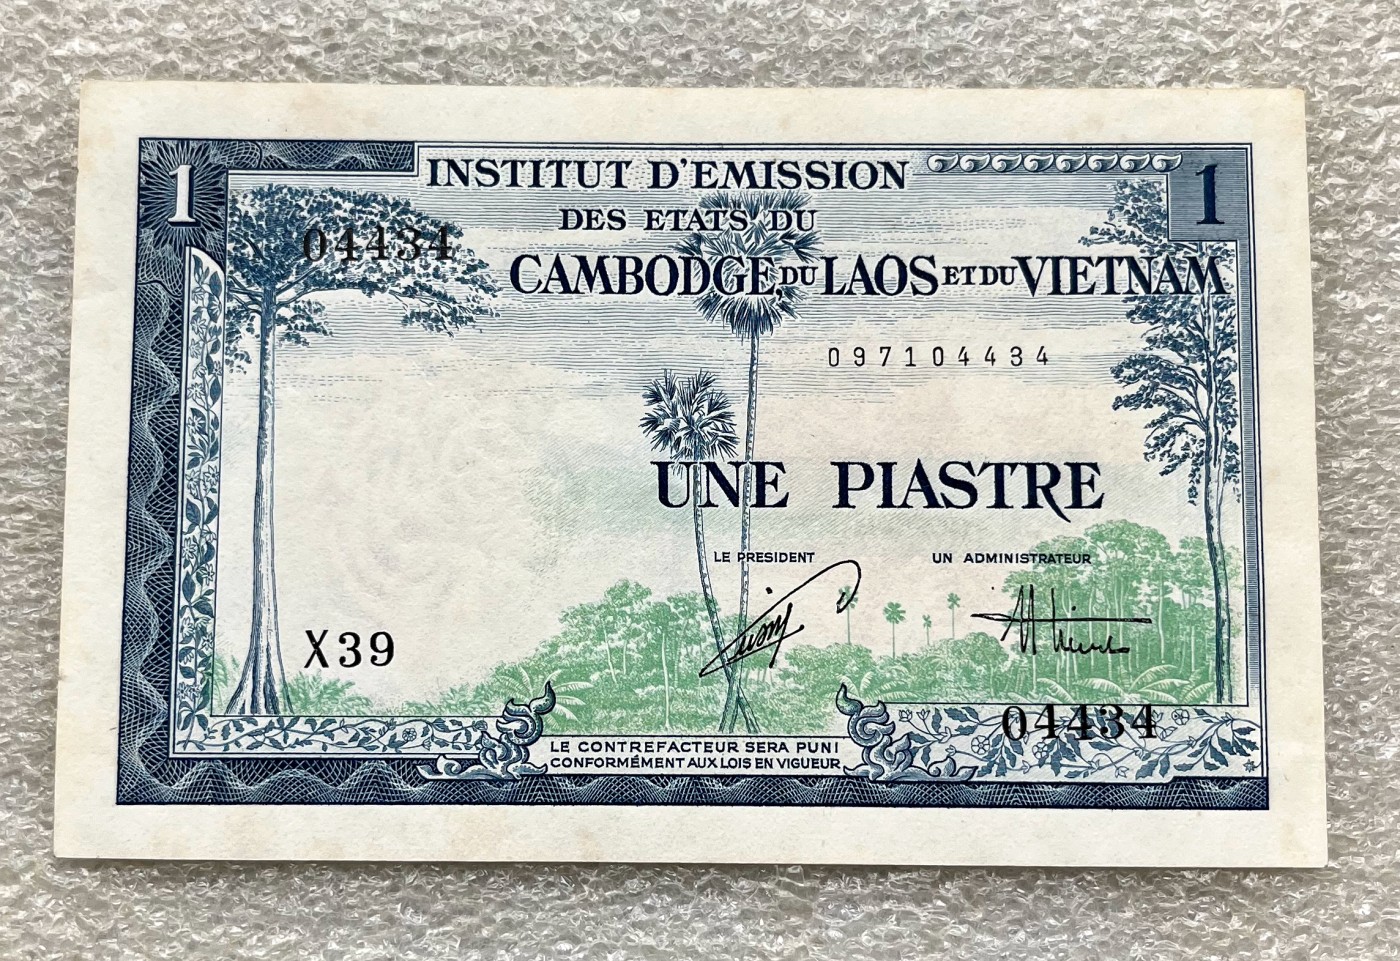 1
INSTITUT D'EMISSION
1
DES ETATS DU
04434
CAMBODGE, DU LAOS ET DU VIETNAM
097104434
UNE PIASTRE
LE PRESIDENT
UN ADMINISTRATEUR
X39
04434
LE CONTREFACTEUR SERA PUNI
CONFORMÉMENT AUX LOIS EN VIGUEUR